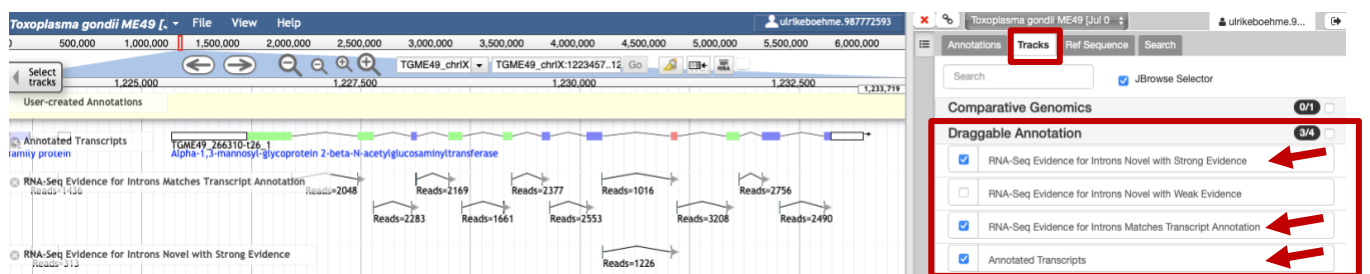 Toxoplasma gondii ME49 [. File View Help ulrikeboehme.987772593
500,000 1,000,000 1,500,000 2,000,000 2,500,000 3,000,000 3,500,000 4,000,000 4,500,000 5,000,000 5,500,000 6,000,000
Select tracks
TGME49_chrIX TGME49_chrIX:1223457..12 Go
1,225,000 1,227,500 1,230,000 1,232,500 1,233,719
User-created Annotations
Annotated Transcripts
TGME49_266310-t26_1
family protein Alpha-1,3-mannosyl-glycoprotein 2-beta-N-acetylglucosaminyltransferase
RNA-Seq Evidence for Introns Matches Transcript Annotation
Reads=1436 Reads=2048 Reads=2169 Reads=2377 Reads=1016 Reads=2756
Reads=2283 Reads=1661 Reads=2553 Reads=3208 Reads=2490
RNA-Seq Evidence for Introns Novel with Strong Evidence
Reads=313 Reads=1226
Toxoplasma gondii ME49 [Jul 0 ulrikeboehme.9...
Annotations Tracks Ref Sequence Search
Search JBrowse Selector
Comparative Genomics 0/1
Draggable Annotation 3/4
RNA-Seq Evidence for Introns Novel with Strong Evidence
RNA-Seq Evidence for Introns Novel with Weak Evidence
RNA-Seq Evidence for Introns Matches Transcript Annotation
Annotated Transcripts